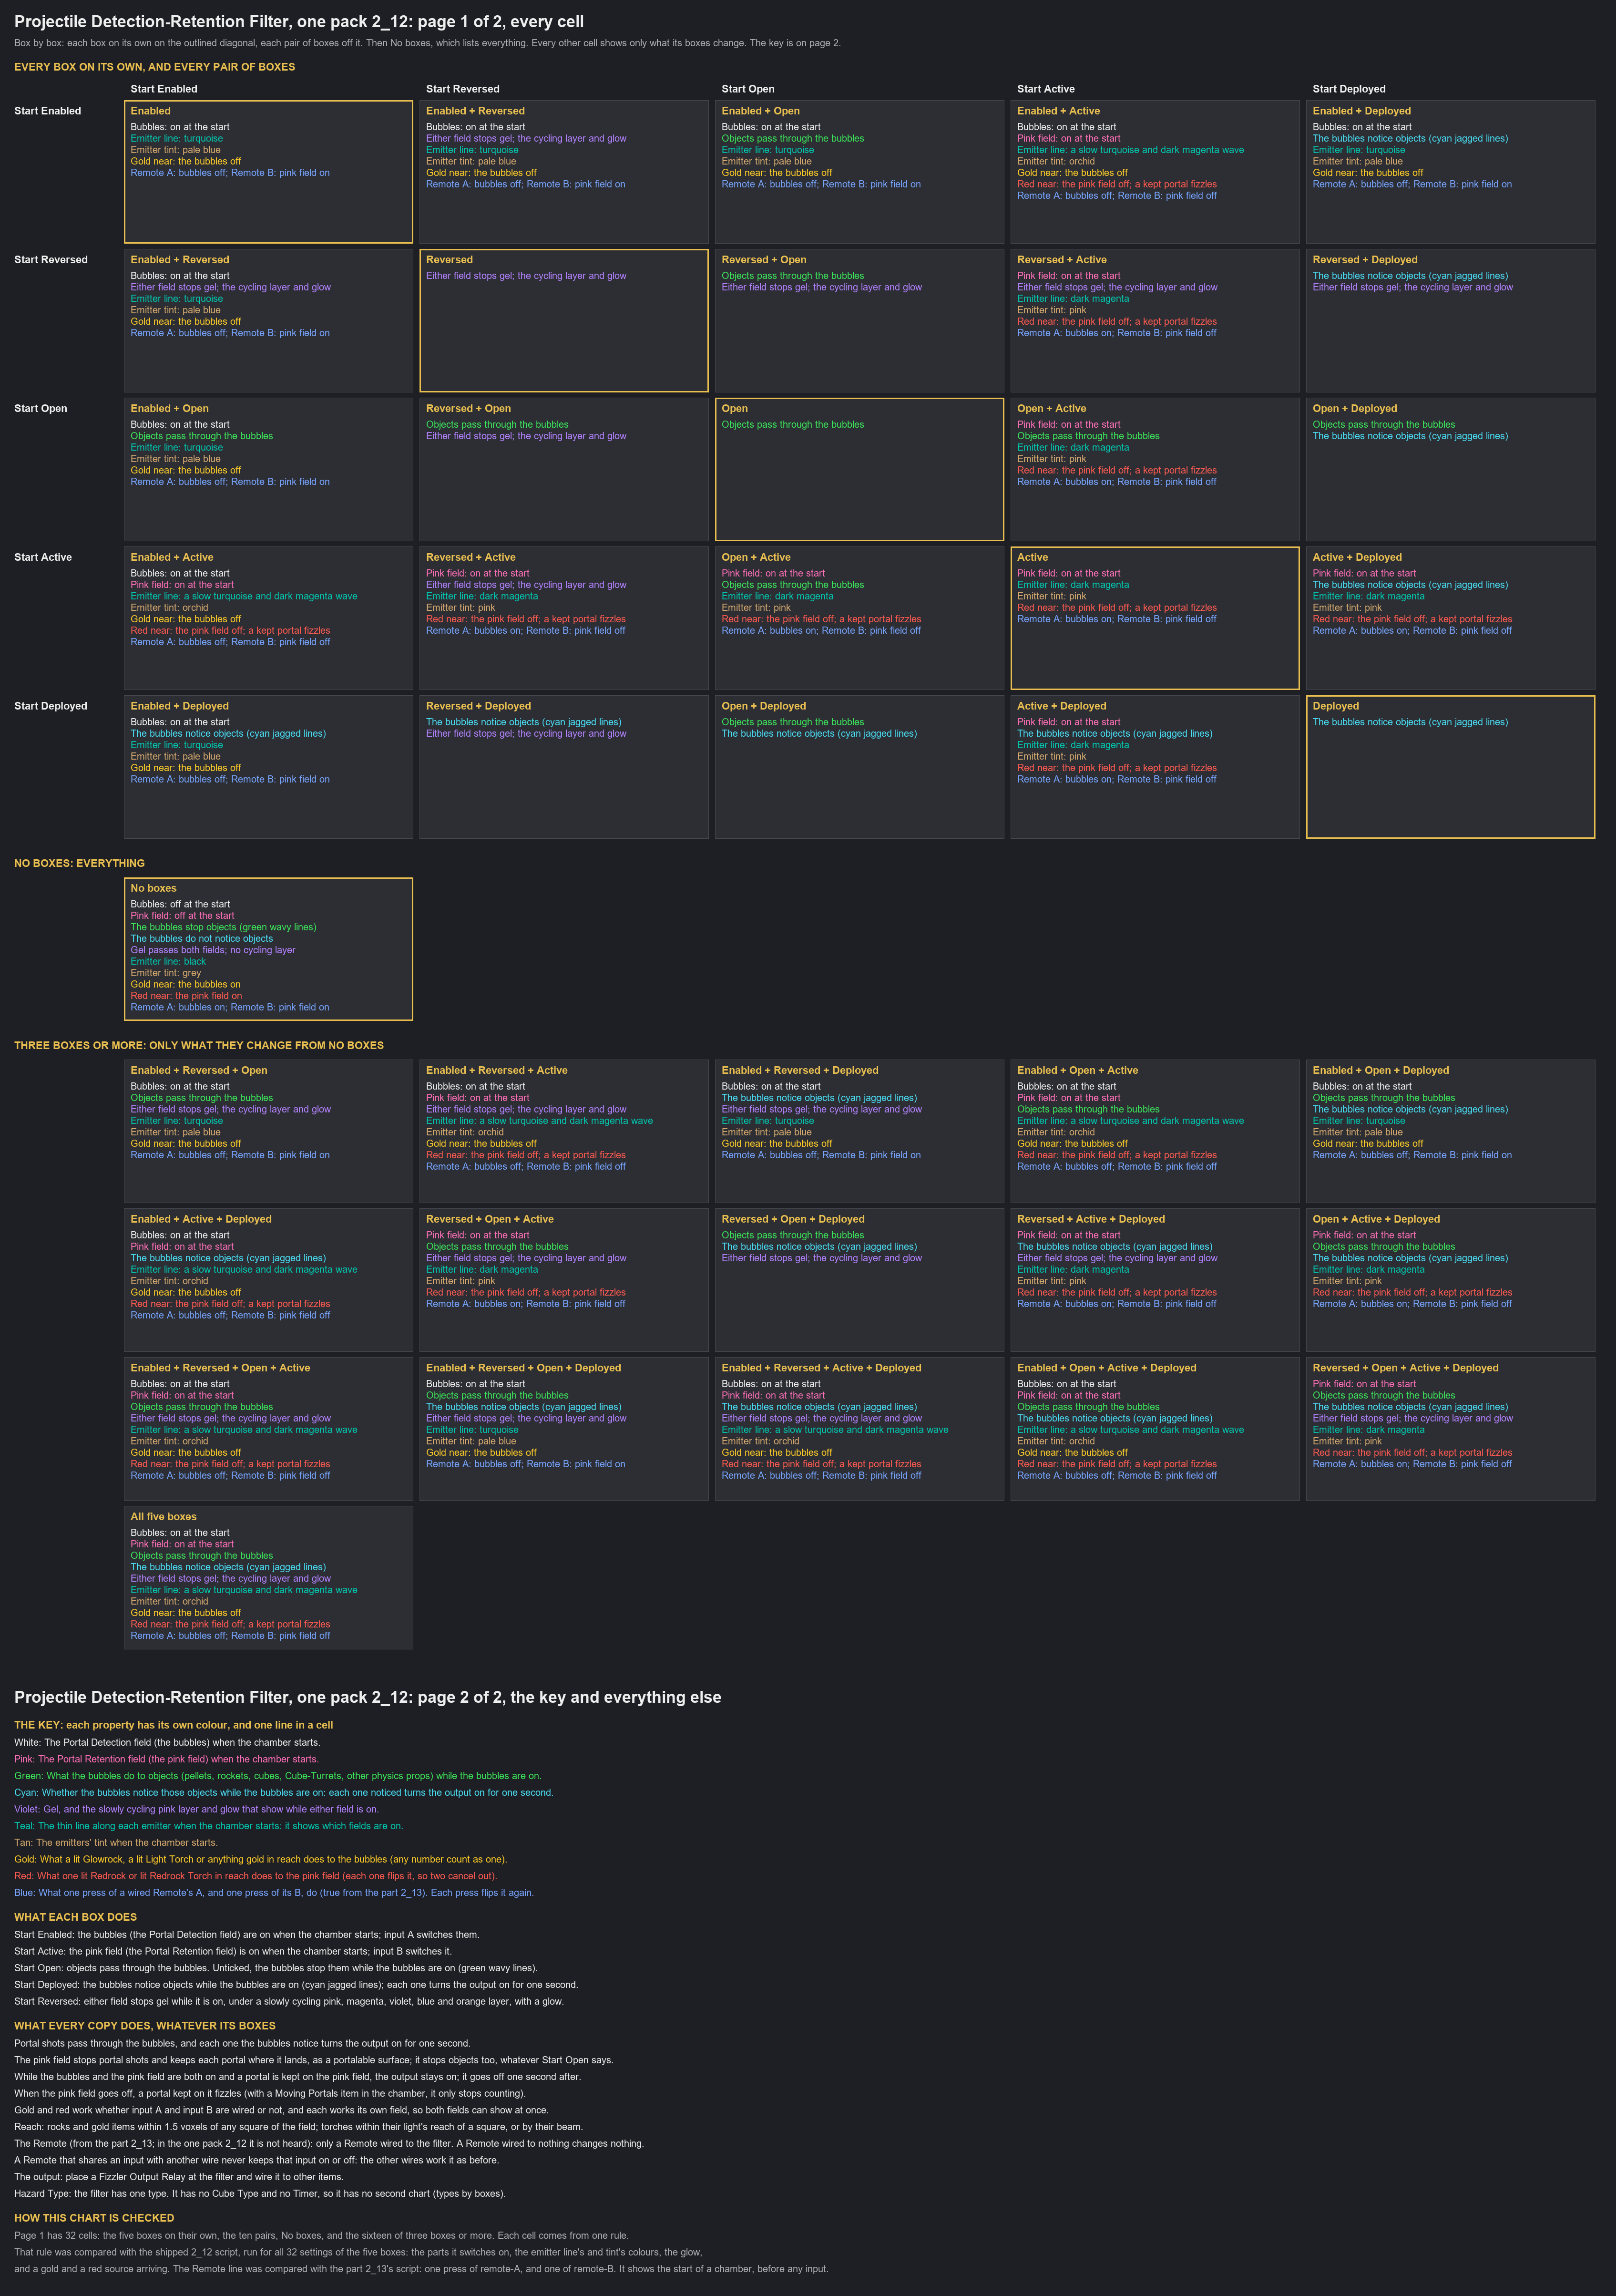 Projectile Detection-Retention Filter, one pack 2_12: page 1 of 2, every cell
Box by box: each box on its own on the outlined diagonal, each pair of boxes off it. Then No boxes, which lists everything. Every other cell shows only what its boxes change. The key is on page 2.
EVERY BOX ON ITS OWN, AND EVERY PAIR OF BOXES
Start Enabled
Start Reversed
Start Open
Start Active
Start Deployed
Start Enabled
Enabled
Bubbles: on at the start
Emitter line: turquoise
Emitter tint: pale blue
Gold near: the bubbles off
Remote A: bubbles off; Remote B: pink field on
Enabled + Reversed
Bubbles: on at the start
Either field stops gel; the cycling layer and glow
Emitter line: turquoise
Emitter tint: pale blue
Gold near: the bubbles off
Remote A: bubbles off; Remote B: pink field on
Enabled + Open
Bubbles: on at the start
Objects pass through the bubbles
Emitter line: turquoise
Emitter tint: pale blue
Gold near: the bubbles off
Remote A: bubbles off; Remote B: pink field on
Enabled + Active
Bubbles: on at the start
Pink field: on at the start
Emitter line: a slow turquoise and dark magenta wave
Emitter tint: orchid
Gold near: the bubbles off
Red near: the pink field off; a kept portal fizzles
Remote A: bubbles off; Remote B: pink field off
Enabled + Deployed
Bubbles: on at the start
The bubbles notice objects (cyan jagged lines)
Emitter line: turquoise
Emitter tint: pale blue
Gold near: the bubbles off
Remote A: bubbles off; Remote B: pink field on
Start Reversed
Enabled + Reversed
Bubbles: on at the start
Either field stops gel; the cycling layer and glow
Emitter line: turquoise
Emitter tint: pale blue
Gold near: the bubbles off
Remote A: bubbles off; Remote B: pink field on
Reversed
Either field stops gel; the cycling layer and glow
Reversed + Open
Objects pass through the bubbles
Either field stops gel; the cycling layer and glow
Reversed + Active
Pink field: on at the start
Either field stops gel; the cycling layer and glow
Emitter line: dark magenta
Emitter tint: pink
Red near: the pink field off; a kept portal fizzles
Remote A: bubbles on; Remote B: pink field off
Reversed + Deployed
The bubbles notice objects (cyan jagged lines)
Either field stops gel; the cycling layer and glow
Start Open
Enabled + Open
Bubbles: on at the start
Objects pass through the bubbles
Emitter line: turquoise
Emitter tint: pale blue
Gold near: the bubbles off
Remote A: bubbles off; Remote B: pink field on
Reversed + Open
Objects pass through the bubbles
Either field stops gel; the cycling layer and glow
Open
Objects pass through the bubbles
Open + Active
Pink field: on at the start
Objects pass through the bubbles
Emitter line: dark magenta
Emitter tint: pink
Red near: the pink field off; a kept portal fizzles
Remote A: bubbles on; Remote B: pink field off
Open + Deployed
Objects pass through the bubbles
The bubbles notice objects (cyan jagged lines)
Start Active
Enabled + Active
Bubbles: on at the start
Pink field: on at the start
Emitter line: a slow turquoise and dark magenta wave
Emitter tint: orchid
Gold near: the bubbles off
Red near: the pink field off; a kept portal fizzles
Remote A: bubbles off; Remote B: pink field off
Reversed + Active
Pink field: on at the start
Either field stops gel; the cycling layer and glow
Emitter line: dark magenta
Emitter tint: pink
Red near: the pink field off; a kept portal fizzles
Remote A: bubbles on; Remote B: pink field off
Open + Active
Pink field: on at the start
Objects pass through the bubbles
Emitter line: dark magenta
Emitter tint: pink
Red near: the pink field off; a kept portal fizzles
Remote A: bubbles on; Remote B: pink field off
Active
Pink field: on at the start
Emitter line: dark magenta
Emitter tint: pink
Red near: the pink field off; a kept portal fizzles
Remote A: bubbles on; Remote B: pink field off
Active + Deployed
Pink field: on at the start
The bubbles notice objects (cyan jagged lines)
Emitter line: dark magenta
Emitter tint: pink
Red near: the pink field off; a kept portal fizzles
Remote A: bubbles on; Remote B: pink field off
Start Deployed
Enabled + Deployed
Bubbles: on at the start
The bubbles notice objects (cyan jagged lines)
Emitter line: turquoise
Emitter tint: pale blue
Gold near: the bubbles off
Remote A: bubbles off; Remote B: pink field on
Reversed + Deployed
The bubbles notice objects (cyan jagged lines)
Either field stops gel; the cycling layer and glow
Open + Deployed
Objects pass through the bubbles
The bubbles notice objects (cyan jagged lines)
Active + Deployed
Pink field: on at the start
The bubbles notice objects (cyan jagged lines)
Emitter line: dark magenta
Emitter tint: pink
Red near: the pink field off; a kept portal fizzles
Remote A: bubbles on; Remote B: pink field off
Deployed
The bubbles notice objects (cyan jagged lines)
NO BOXES: EVERYTHING
No boxes
Bubbles: off at the start
Pink field: off at the start
The bubbles stop objects (green wavy lines)
The bubbles do not notice objects
Gel passes both fields; no cycling layer
Emitter line: black
Emitter tint: grey
Gold near: the bubbles on
Red near: the pink field on
Remote A: bubbles on; Remote B: pink field on
THREE BOXES OR MORE: ONLY WHAT THEY CHANGE FROM NO BOXES
Enabled + Reversed + Open
Bubbles: on at the start
Objects pass through the bubbles
Either field stops gel; the cycling layer and glow
Emitter line: turquoise
Emitter tint: pale blue
Gold near: the bubbles off
Remote A: bubbles off; Remote B: pink field on
Enabled + Reversed + Active
Bubbles: on at the start
Pink field: on at the start
Either field stops gel; the cycling layer and glow
Emitter line: a slow turquoise and dark magenta wave
Emitter tint: orchid
Gold near: the bubbles off
Red near: the pink field off; a kept portal fizzles
Remote A: bubbles off; Remote B: pink field off
Enabled + Reversed + Deployed
Bubbles: on at the start
The bubbles notice objects (cyan jagged lines)
Either field stops gel; the cycling layer and glow
Emitter line: turquoise
Emitter tint: pale blue
Gold near: the bubbles off
Remote A: bubbles off; Remote B: pink field on
Enabled + Open + Active
Bubbles: on at the start
Pink field: on at the start
Objects pass through the bubbles
Emitter line: a slow turquoise and dark magenta wave
Emitter tint: orchid
Gold near: the bubbles off
Red near: the pink field off; a kept portal fizzles
Remote A: bubbles off; Remote B: pink field off
Enabled + Open + Deployed
Bubbles: on at the start
Objects pass through the bubbles
The bubbles notice objects (cyan jagged lines)
Emitter line: turquoise
Emitter tint: pale blue
Gold near: the bubbles off
Remote A: bubbles off; Remote B: pink field on
Enabled + Active + Deployed
Bubbles: on at the start
Pink field: on at the start
The bubbles notice objects (cyan jagged lines)
Emitter line: a slow turquoise and dark magenta wave
Emitter tint: orchid
Gold near: the bubbles off
Red near: the pink field off; a kept portal fizzles
Remote A: bubbles off; Remote B: pink field off
Reversed + Open + Active
Pink field: on at the start
Objects pass through the bubbles
Either field stops gel; the cycling layer and glow
Emitter line: dark magenta
Emitter tint: pink
Red near: the pink field off; a kept portal fizzles
Remote A: bubbles on; Remote B: pink field off
Reversed + Open + Deployed
Objects pass through the bubbles
The bubbles notice objects (cyan jagged lines)
Either field stops gel; the cycling layer and glow
Reversed + Active + Deployed
Pink field: on at the start
The bubbles notice objects (cyan jagged lines)
Either field stops gel; the cycling layer and glow
Emitter line: dark magenta
Emitter tint: pink
Red near: the pink field off; a kept portal fizzles
Remote A: bubbles on; Remote B: pink field off
Open + Active + Deployed
Pink field: on at the start
Objects pass through the bubbles
The bubbles notice objects (cyan jagged lines)
Emitter line: dark magenta
Emitter tint: pink
Red near: the pink field off; a kept portal fizzles
Remote A: bubbles on; Remote B: pink field off
Enabled + Reversed + Open + Active
Bubbles: on at the start
Pink field: on at the start
Objects pass through the bubbles
Either field stops gel; the cycling layer and glow
Emitter line: a slow turquoise and dark magenta wave
Emitter tint: orchid
Gold near: the bubbles off
Red near: the pink field off; a kept portal fizzles
Remote A: bubbles off; Remote B: pink field off
Enabled + Reversed + Open + Deployed
Bubbles: on at the start
Objects pass through the bubbles
The bubbles notice objects (cyan jagged lines)
Either field stops gel; the cycling layer and glow
Emitter line: turquoise
Emitter tint: pale blue
Gold near: the bubbles off
Remote A: bubbles off; Remote B: pink field on
Enabled + Reversed + Active + Deployed
Bubbles: on at the start
Pink field: on at the start
The bubbles notice objects (cyan jagged lines)
Either field stops gel; the cycling layer and glow
Emitter line: a slow turquoise and dark magenta wave
Emitter tint: orchid
Gold near: the bubbles off
Red near: the pink field off; a kept portal fizzles
Remote A: bubbles off; Remote B: pink field off
Enabled + Open + Active + Deployed
Bubbles: on at the start
Pink field: on at the start
Objects pass through the bubbles
The bubbles notice objects (cyan jagged lines)
Emitter line: a slow turquoise and dark magenta wave
Emitter tint: orchid
Gold near: the bubbles off
Red near: the pink field off; a kept portal fizzles
Remote A: bubbles off; Remote B: pink field off
Reversed + Open + Active + Deployed
Pink field: on at the start
Objects pass through the bubbles
The bubbles notice objects (cyan jagged lines)
Either field stops gel; the cycling layer and glow
Emitter line: dark magenta
Emitter tint: pink
Red near: the pink field off; a kept portal fizzles
Remote A: bubbles on; Remote B: pink field off
All five boxes
Bubbles: on at the start
Pink field: on at the start
Objects pass through the bubbles
The bubbles notice objects (cyan jagged lines)
Either field stops gel; the cycling layer and glow
Emitter line: a slow turquoise and dark magenta wave
Emitter tint: orchid
Gold near: the bubbles off
Red near: the pink field off; a kept portal fizzles
Remote A: bubbles off; Remote B: pink field off
Projectile Detection-Retention Filter, one pack 2_12: page 2 of 2, the key and everything else
THE KEY: each property has its own colour, and one line in a cell
White: The Portal Detection field (the bubbles) when the chamber starts.
Pink: The Portal Retention field (the pink field) when the chamber starts.
Green: What the bubbles do to objects (pellets, rockets, cubes, Cube-Turrets, other physics props) while the bubbles are on.
Cyan: Whether the bubbles notice those objects while the bubbles are on: each one noticed turns the output on for one second.
Violet: Gel, and the slowly cycling pink layer and glow that show while either field is on.
Teal: The thin line along each emitter when the chamber starts: it shows which fields are on.
Tan: The emitters' tint when the chamber starts.
Gold: What a lit Glowrock, a lit Light Torch or anything gold in reach does to the bubbles (any number count as one).
Red: What one lit Redrock or lit Redrock Torch in reach does to the pink field (each one flips it, so two cancel out).
Blue: What one press of a wired Remote's A, and one press of its B, do (true from the part 2_13). Each press flips it again.
WHAT EACH BOX DOES
Start Enabled: the bubbles (the Portal Detection field) are on when the chamber starts; input A switches them.
Start Active: the pink field (the Portal Retention field) is on when the chamber starts; input B switches it.
Start Open: objects pass through the bubbles. Unticked, the bubbles stop them while the bubbles are on (green wavy lines).
Start Deployed: the bubbles notice objects while the bubbles are on (cyan jagged lines); each one turns the output on for one second.
Start Reversed: either field stops gel while it is on, under a slowly cycling pink, magenta, violet, blue and orange layer, with a glow.
WHAT EVERY COPY DOES, WHATEVER ITS BOXES
Portal shots pass through the bubbles, and each one the bubbles notice turns the output on for one second.
The pink field stops portal shots and keeps each portal where it lands, as a portalable surface; it stops objects too, whatever Start Open says.
While the bubbles and the pink field are both on and a portal is kept on the pink field, the output stays on; it goes off one second after.
When the pink field goes off, a portal kept on it fizzles (with a Moving Portals item in the chamber, it only stops counting).
Gold and red work whether input A and input B are wired or not, and each works its own field, so both fields can show at once.
Reach: rocks and gold items within 1.5 voxels of any square of the field; torches within their light's reach of a square, or by their beam.
The Remote (from the part 2_13; in the one pack 2_12 it is not heard): only a Remote wired to the filter. A Remote wired to nothing changes nothing.
A Remote that shares an input with another wire never keeps that input on or off: the other wires work it as before.
The output: place a Fizzler Output Relay at the filter and wire it to other items.
Hazard Type: the filter has one type. It has no Cube Type and no Timer, so it has no second chart (types by boxes).
HOW THIS CHART IS CHECKED
Page 1 has 32 cells: the five boxes on their own, the ten pairs, No boxes, and the sixteen of three boxes or more. Each cell comes from one rule.
That rule was compared with the shipped 2_12 script, run for all 32 settings of the five boxes: the parts it switches on, the emitter line's and tint's colours, the glow,
and a gold and a red source arriving. The Remote line was compared with the part 2_13's script: one press of remote-A, and one of remote-B. It shows the start of a chamber, before any input.